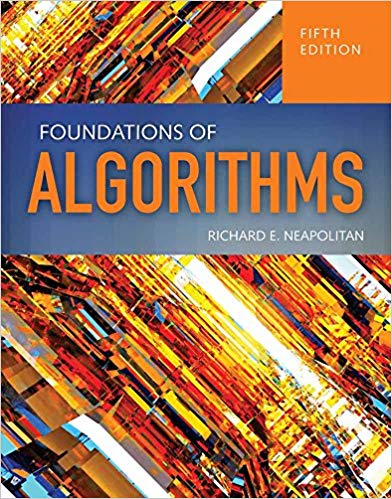 FIFTH
EDITION
FOUNDATIONS OF
ALGORITHMS
RICHARD E. NEAPOLITAN